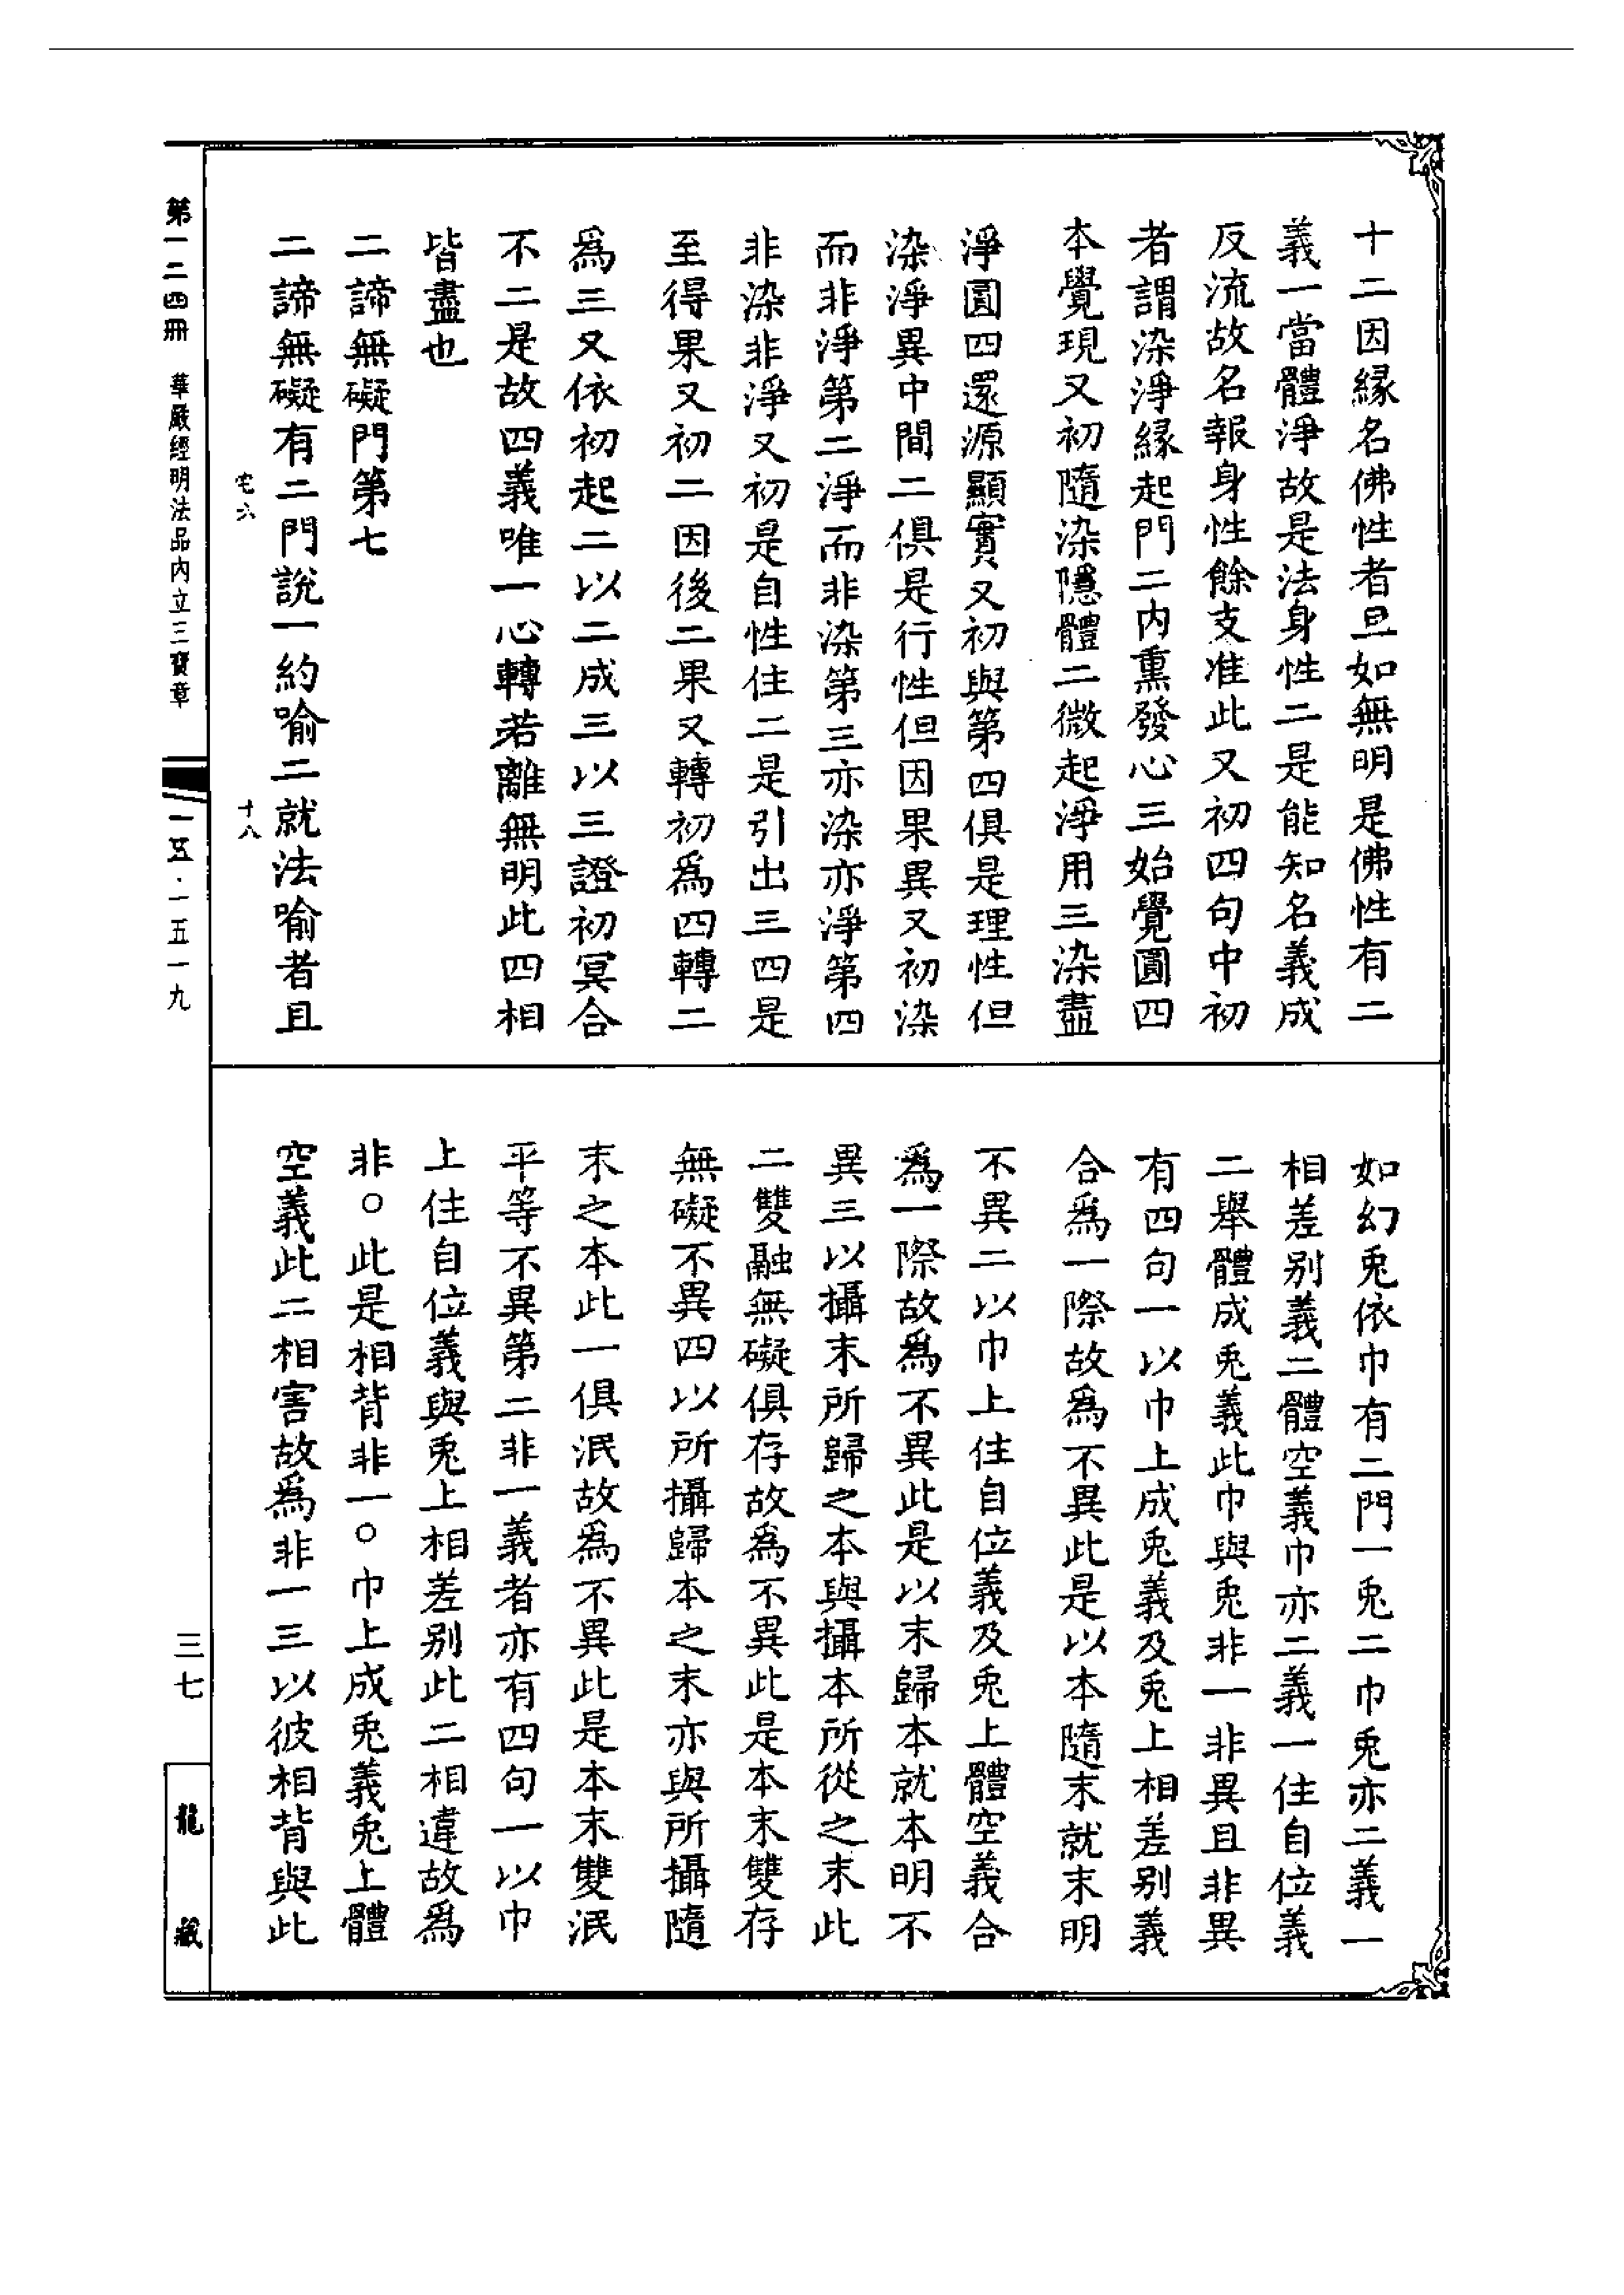 十二因緣名佛性者且如無明是佛性有二
義一當體淨故是法身性二是能知名義成
反流故名報身性餘支准此又初四句中初
者謂染淨緣起門二內熏發心三始覺圓四
本覺現又初隨染隱體二微起淨用三染盡
淨圓四還源顯實又初與第四俱是理性但
染淨異中間二俱是行性但因果異又初染
而非淨第二淨而非染第三亦染亦淨第四
非染非淨又初是自性住二是引出三四是
至得果又初二因後二果又轉初爲四轉二
爲三又依初起二以二成三以三證初冥合
不二是故四義唯一心轉若離無明此四相
皆盡也
二諦無礙門第七
二諦無礙有二門說一約喻二就法喻者且
如幻兎依巾有二門一兎二巾兎亦二義一
相差别義二體空義巾亦二義一住自位義
二舉體成兎義此巾與兎非一非異且非異
有四句一以巾上成兎義及兎上相差别義
合爲一際故爲不異此是以本隨末就末明
不異二以巾上住自位義及兎上體空義合
爲一際故爲不異此是以末歸本就本明不
異三以攝末所歸之本與攝本所從之末此
二雙融無礙俱存故爲不異此是本末雙存
無礙不異四以所攝歸本之末亦與所攝隨
末之本此一俱泯故爲不異此是本末雙泯
平等不異第二非一義者亦有四句一以巾
上住自位義與兎上相差别此二相違故爲
非○此是相背非一○巾上成兎義兎上體
空義此二相害故爲非一三以彼相背與此
第一二四冊 華嚴經明法品內立三寶章
宅六
十八
一五·一五一九
三七
龍藏